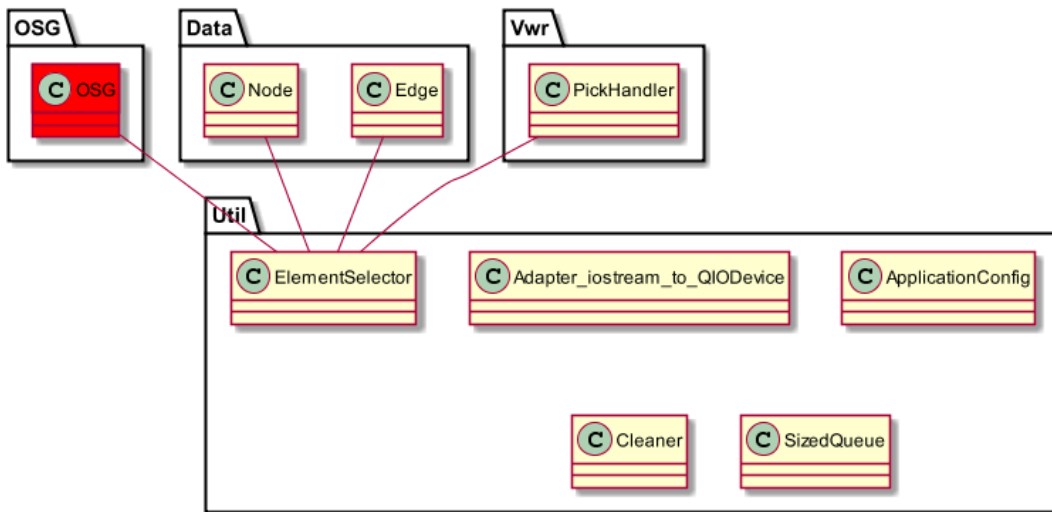 OSG
Data
Vwr
C OSG
C Node
C Edge
C PickHandler
Util
C ElementSelector
C Adapter_iostream_to_QIODevice
C ApplicationConfig
C Cleaner
C SizedQueue